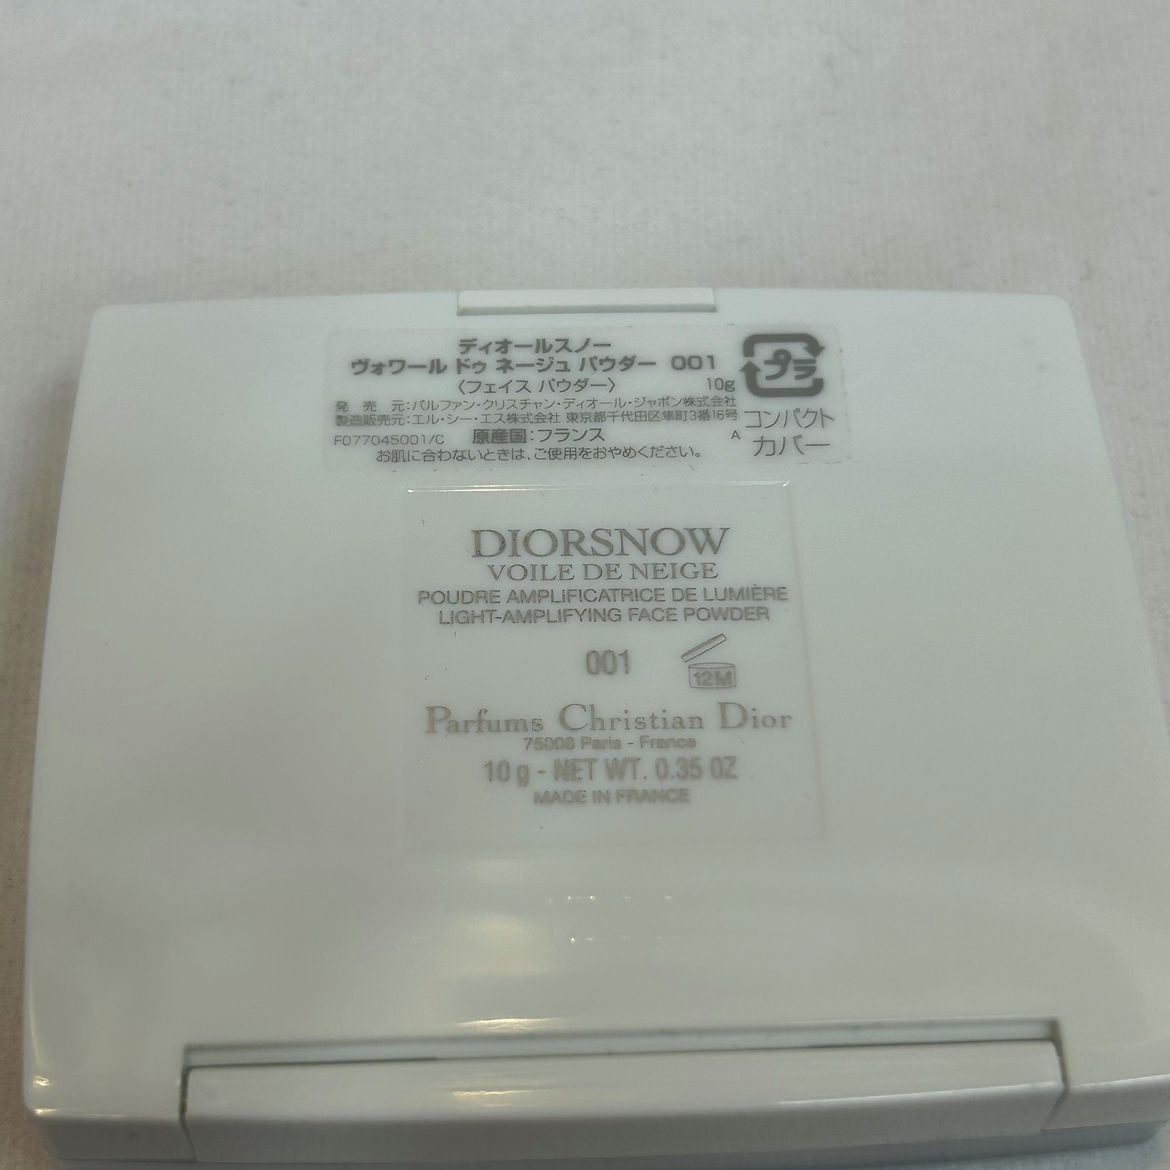 ディオールスノー
ヴォワール ドゥ ネージュ パウダー 001
〈フェイス パウダー〉 10g
発 売 元:パルファン・クリスチャン・ディオール・ジャポン株式会社
製造販売元:エル・シー・エス株式会社 東京都千代田区隼町3番16号
F077045001/C 原産国:フランス A
お肌に合わないときは、ご使用をおやめください。
プラ
コンパクト
カバー
DIORSNOW
VOILE DE NEIGE
POUDRE AMPLIFICATRICE DE LUMIÈRE
LIGHT-AMPLIFYING FACE POWDER
001
12M
Parfums Christian Dior
75008 Paris - France
10 g - NET WT. 0.35 OZ
MADE IN FRANCE